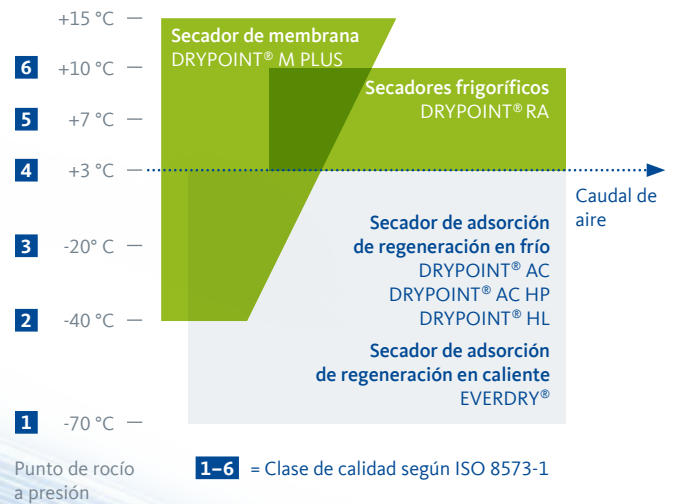 +15 °C
Secador de membrana
DRYPOINT® M PLUS
6 +10 °C
Secadores frigoríficos
DRYPOINT® RA
5 +7 °C
4 +3 °C
Caudal de
aire
Secador de adsorción
de regeneración en frío
DRYPOINT® AC
DRYPOINT® AC HP
DRYPOINT® HL
3 -20° C
2 -40 °C
Secador de adsorción
de regeneración en caliente
EVERDRY®
1 -70 °C
Punto de rocío
a presión
1–6 = Clase de calidad según ISO 8573-1